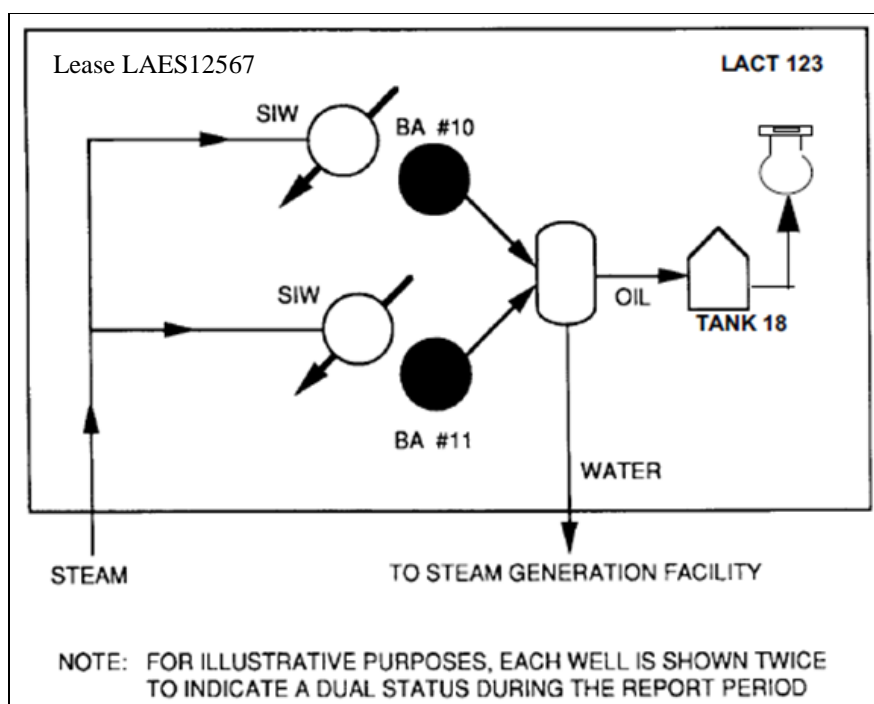 Lease LAES12567
LACT 123
SIW
BA #10
SIW
OIL
TANK 18
BA #11
WATER
STEAM
TO STEAM GENERATION FACILITY
NOTE: FOR ILLUSTRATIVE PURPOSES, EACH WELL IS SHOWN TWICE
TO INDICATE A DUAL STATUS DURING THE REPORT PERIOD